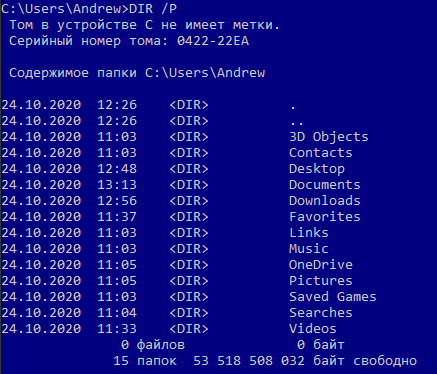 C:\Users\Andrew>DIR /P
Том в устройстве C не имеет метки.
Серийный номер тома: 0422-22EA
Содержимое папки C:\Users\Andrew
24.10.2020  12:26    <DIR>          .
24.10.2020  12:26    <DIR>          ..
24.10.2020  11:03    <DIR>          3D Objects
24.10.2020  11:03    <DIR>          Contacts
24.10.2020  12:48    <DIR>          Desktop
24.10.2020  13:13    <DIR>          Documents
24.10.2020  12:56    <DIR>          Downloads
24.10.2020  11:37    <DIR>          Favorites
24.10.2020  11:03    <DIR>          Links
24.10.2020  11:03    <DIR>          Music
24.10.2020  11:05    <DIR>          OneDrive
24.10.2020  11:05    <DIR>          Pictures
24.10.2020  11:03    <DIR>          Saved Games
24.10.2020  11:04    <DIR>          Searches
24.10.2020  11:33    <DIR>          Videos
0 файлов              0 байт
15 папок  53 518 508 032 байт свободно